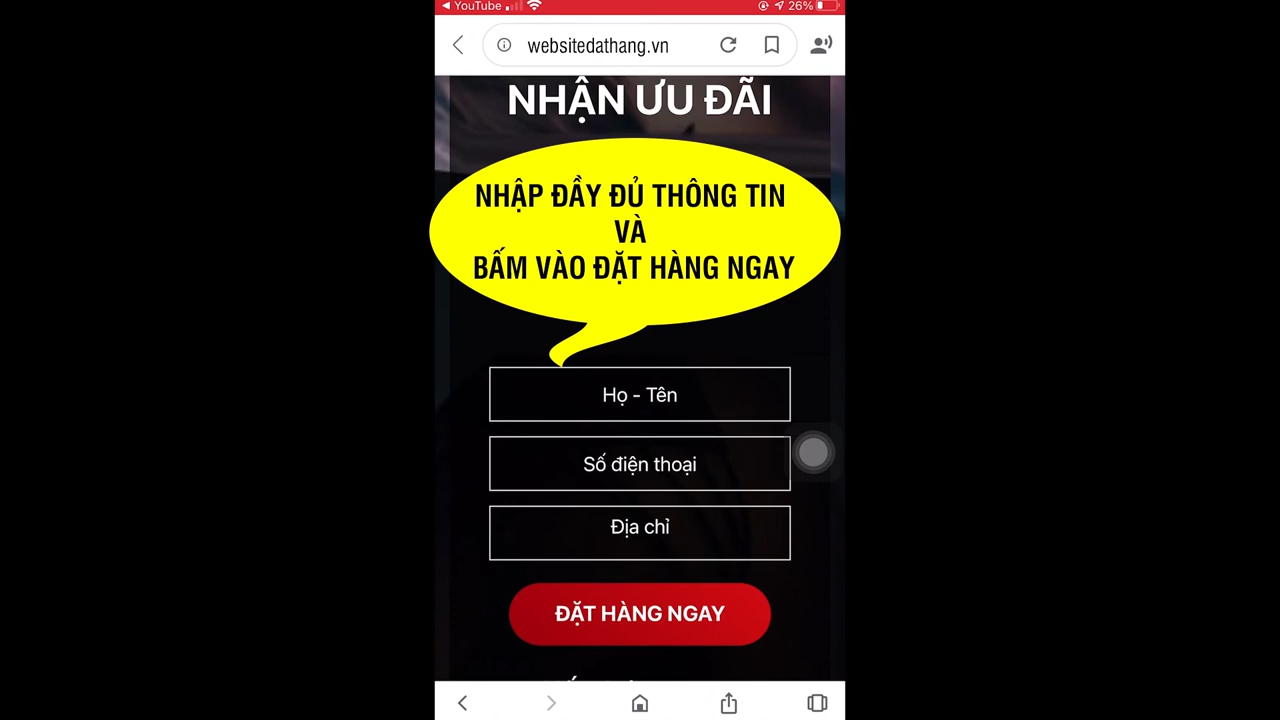 YouTube
26%
websitedathang.vn
NHẬN ƯU ĐÃI
NHẬP ĐẦY ĐỦ THÔNG TIN
VÀ
BẤM VÀO ĐẶT HÀNG NGAY
Họ - Tên
Số điện thoại
Địa chỉ
ĐẶT HÀNG NGAY